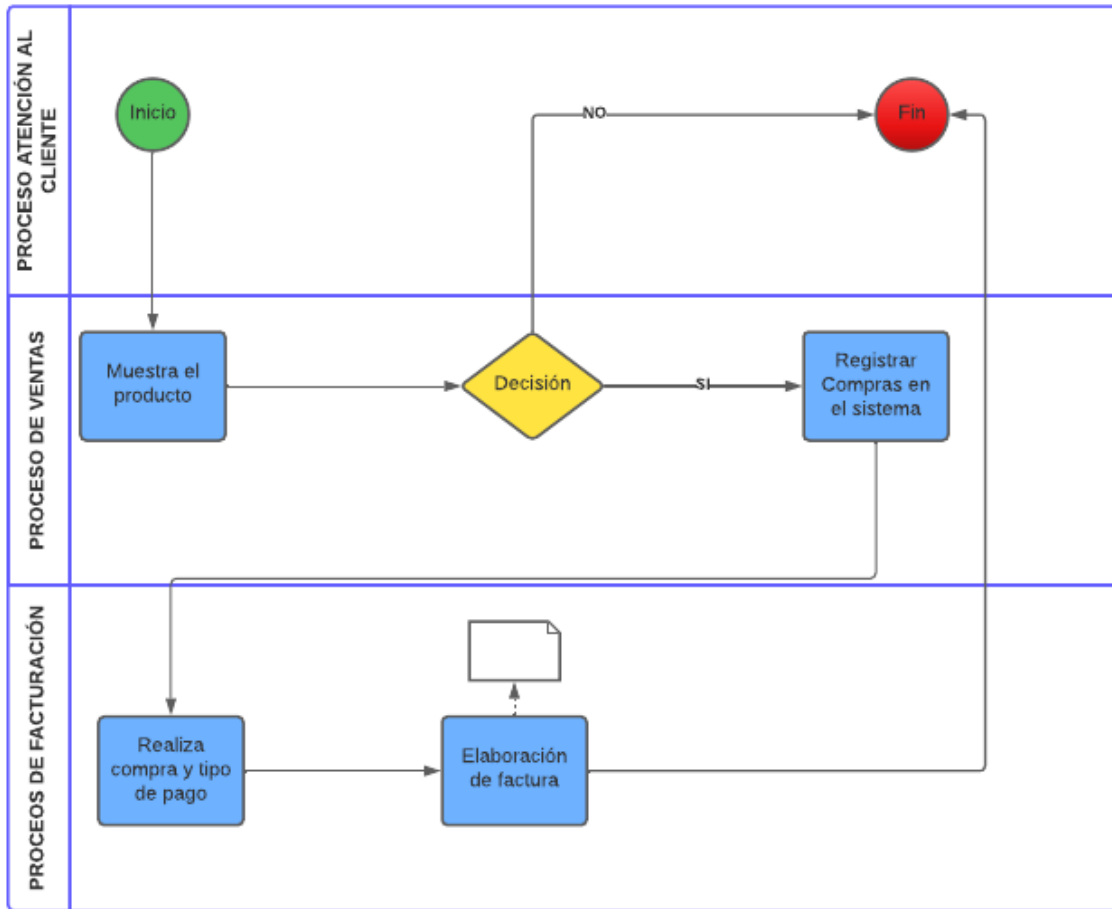 PROCESO ATENCIÓN AL
CLIENTE
Inicio
NO
Fin
PROCESO DE VENTAS
Muestra el
producto
Decisión
SI
Registrar
Compras en
el sistema
PROCEOS DE FACTURACIÓN
Realiza
compra y tipo
de pago
Elaboración
de factura